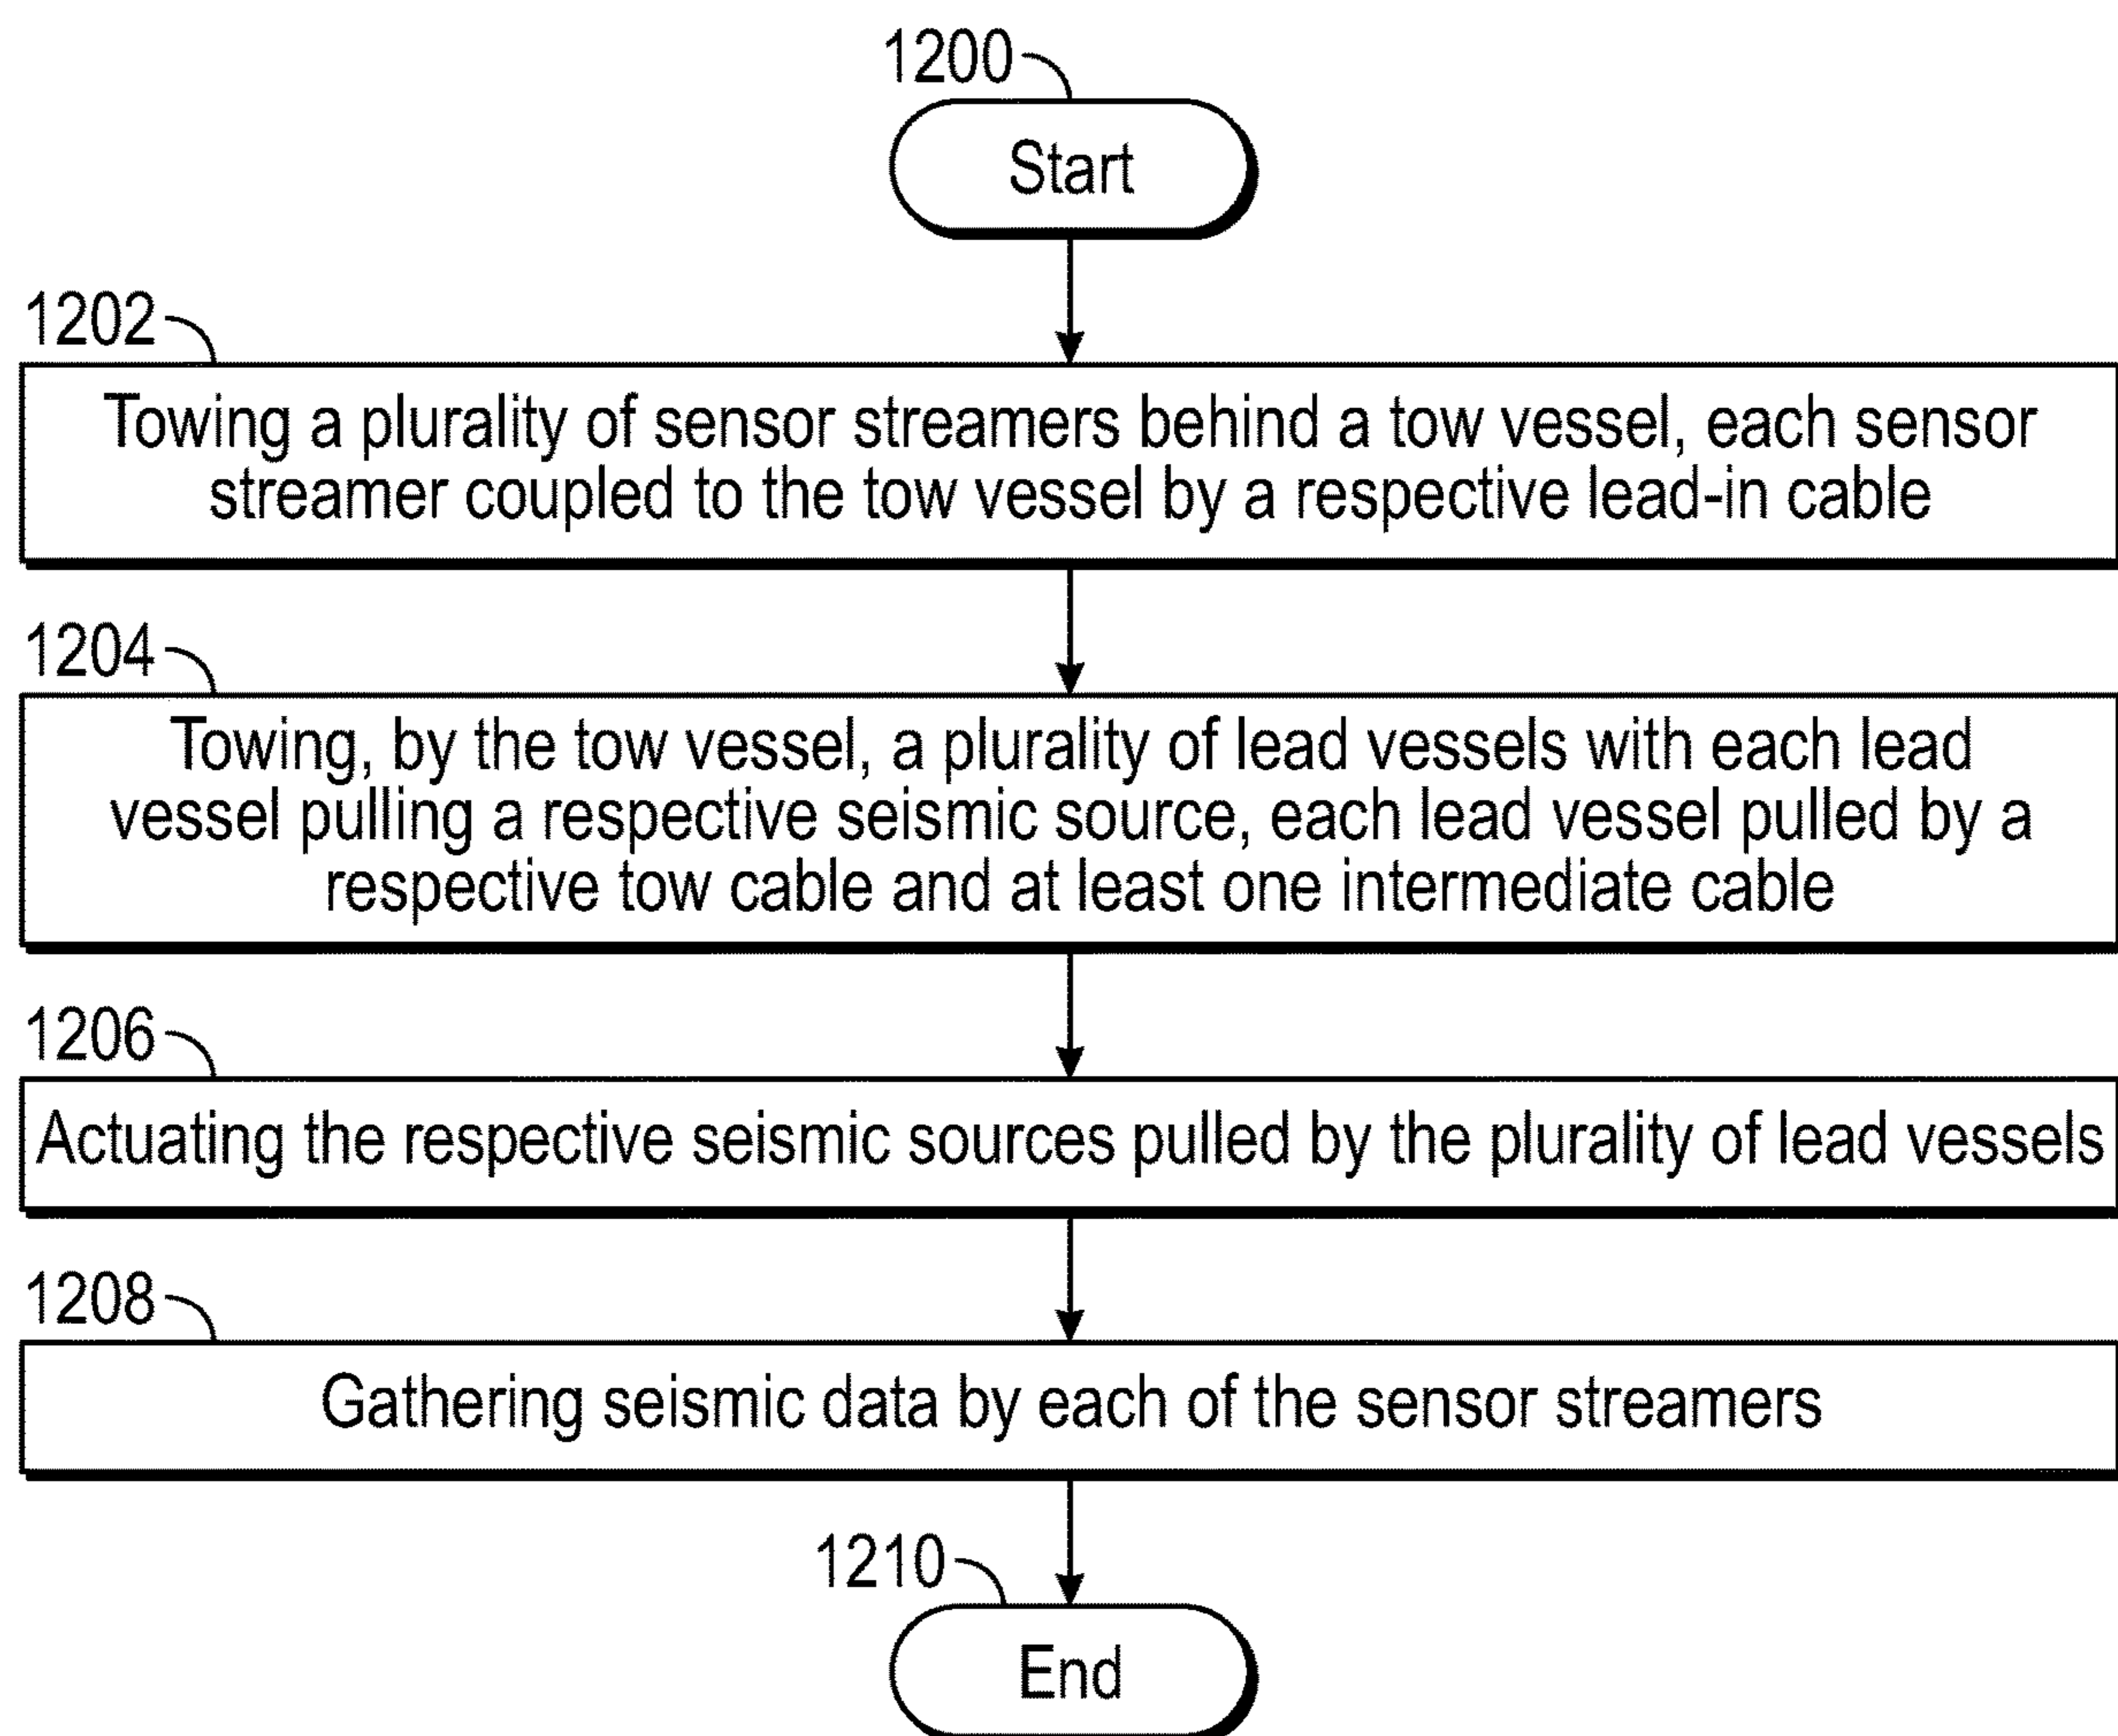 1200
Start
1202
Towing a plurality of sensor streamers behind a tow vessel, each sensor
streamer coupled to the tow vessel by a respective lead-in cable
1204
Towing, by the tow vessel, a plurality of lead vessels with each lead
vessel pulling a respective seismic source, each lead vessel pulled by a
respective tow cable and at least one intermediate cable
1206
Actuating the respective seismic sources pulled by the plurality of lead vessels
1208
Gathering seismic data by each of the sensor streamers
1210
End